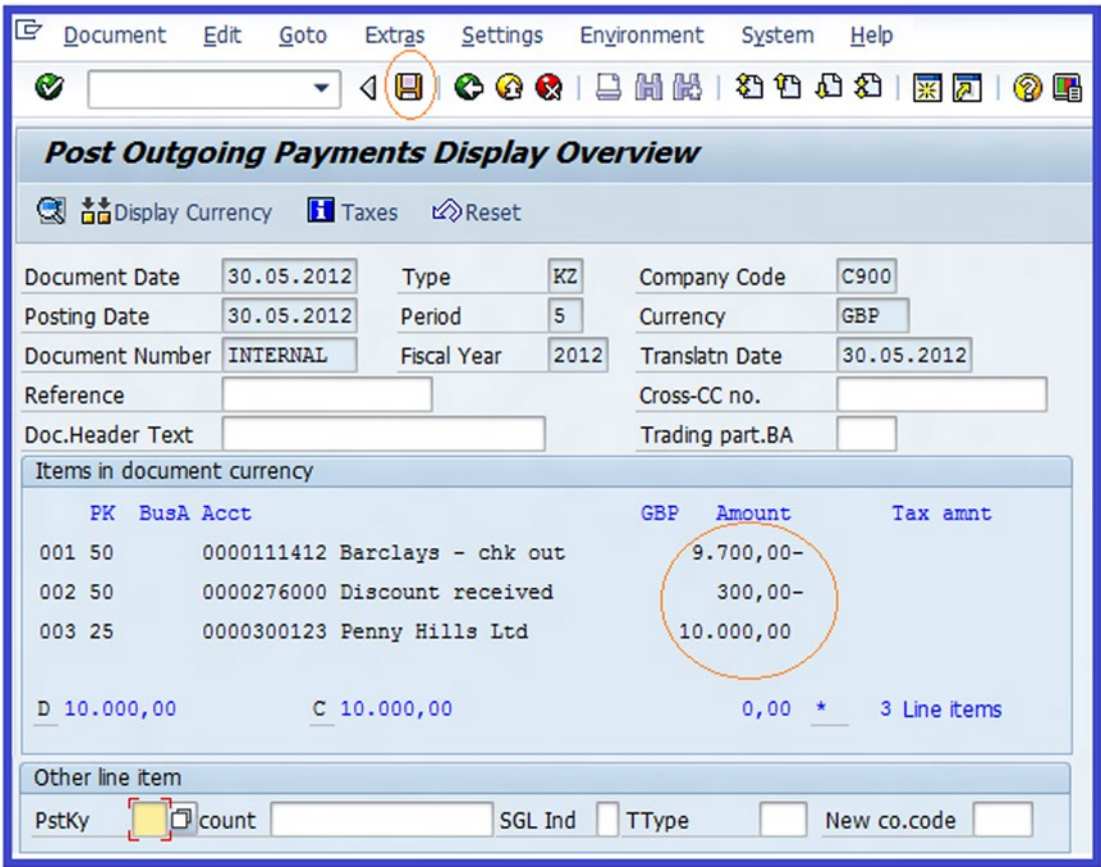 Document Edit Goto Extras Settings Environment System Help
Post Outgoing Payments Display Overview
Display Currency Taxes Reset
Document Date 30.05.2012 Type KZ Company Code C900
Posting Date 30.05.2012 Period 5 Currency GBP
Document Number INTERNAL Fiscal Year 2012 Translatn Date 30.05.2012
Reference Cross-CC no.
Doc.Header Text Trading part.BA
Items in document currency
PK BusA Acct GBP Amount Tax amnt
001 50 0000111412 Barclays - chk out 9.700,00-
002 50 0000276000 Discount received 300,00-
003 25 0000300123 Penny Hills Ltd 10.000,00
D 10.000,00 C 10.000,00 0,00 * 3 Line items
Other line item
PstKy count SGL Ind TType New co.code